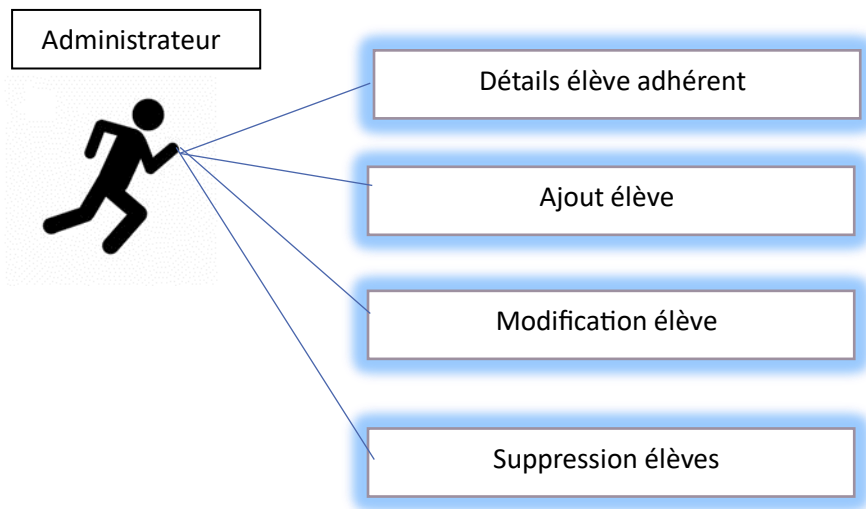 Administrateur
Détails élève adhérent
Ajout élève
Modification élève
Suppression élèves